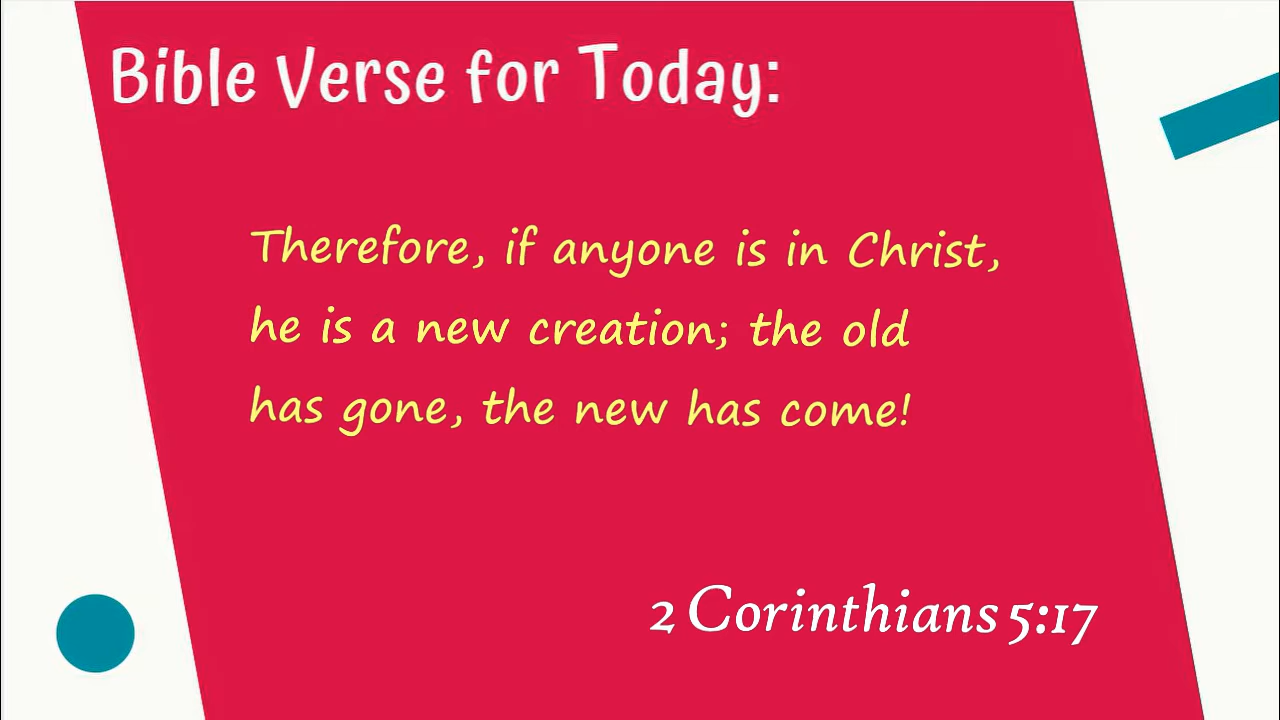 Bible Verse for Today:
Therefore, if anyone is in Christ,
he is a new creation; the old
has gone, the new has come!
2 Corinthians 5:17